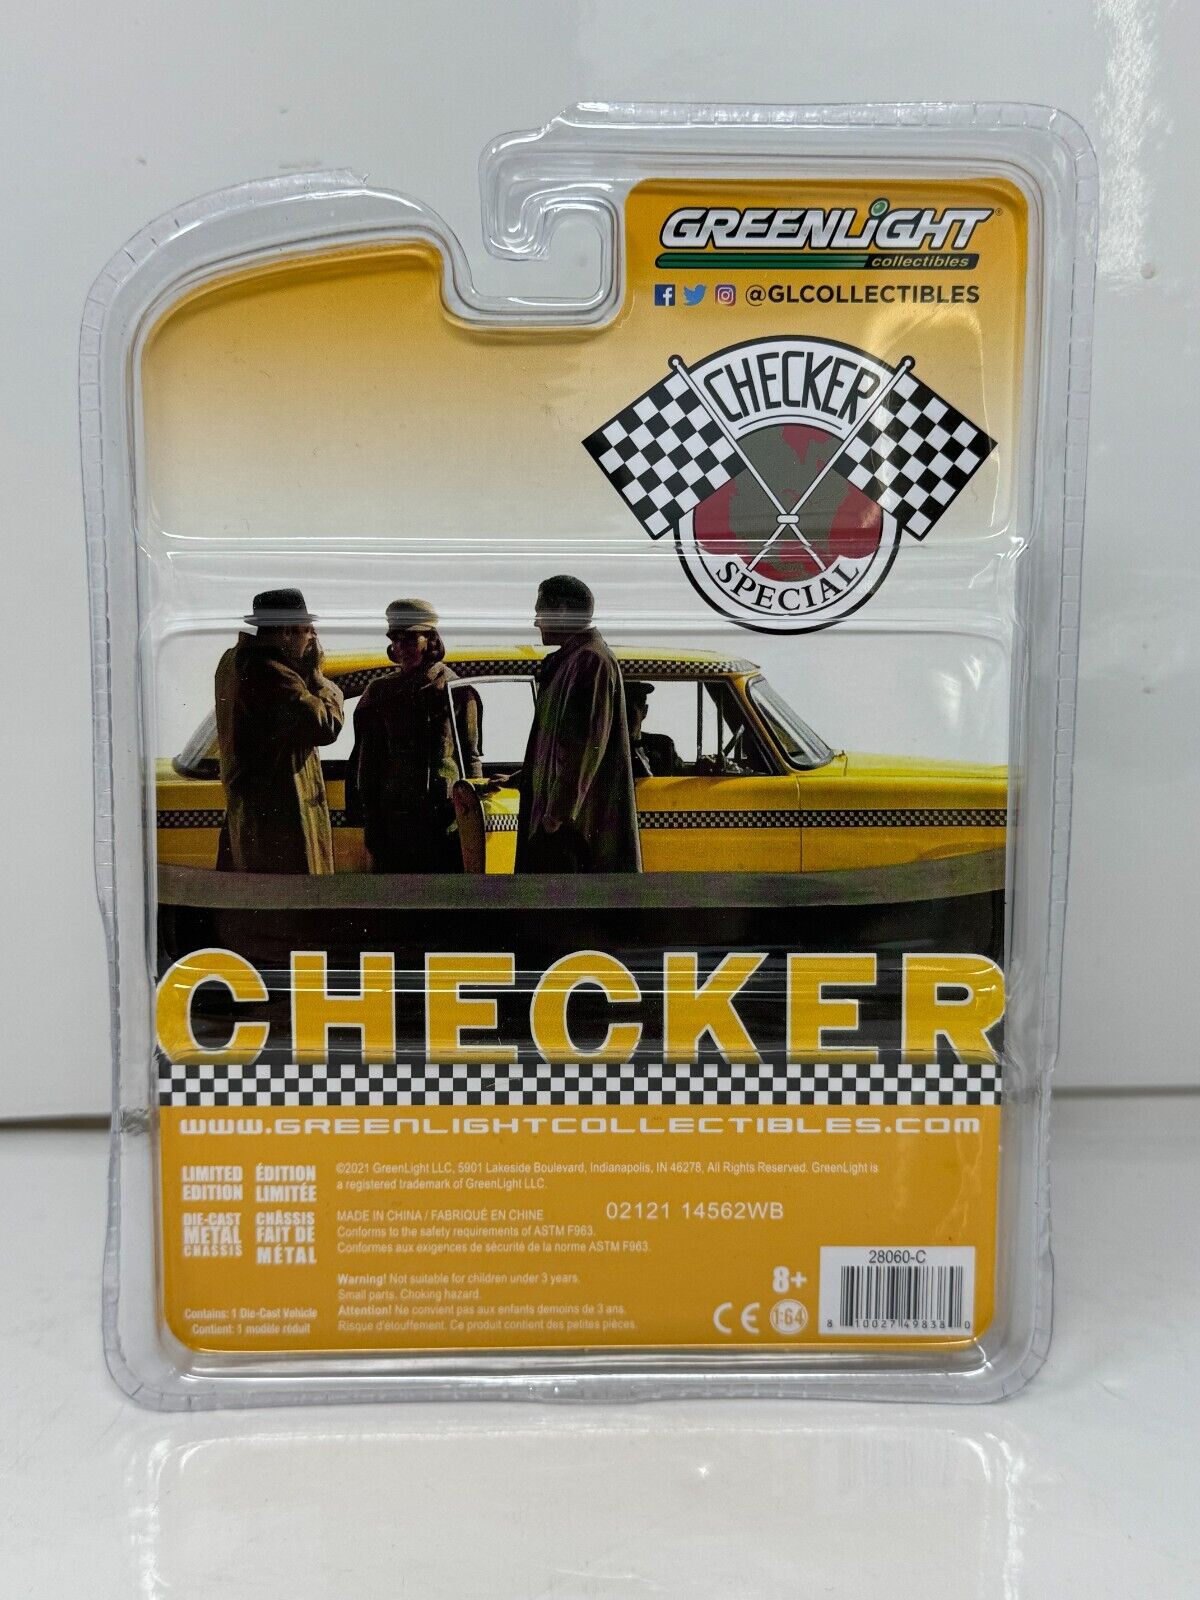 GREENLIGHT®
collectibles
@GLCOLLECTIBLES
CHECKER
SPECIAL
CHECKER
www.GREENLIGHTCOLLECTIBLES.com
LIMITED EDITION
ÉDITION LIMITÉE
DIE-CAST METAL CHASSIS
CHÂSSIS FAIT DE MÉTAL
Contains: 1 Die-Cast Vehicle
Contient: 1 modèle réduit
©2021 GreenLight LLC, 5901 Lakeside Boulevard, Indianapolis, IN 46278, All Rights Reserved. GreenLight is
a registered trademark of GreenLight LLC.
MADE IN CHINA / FABRIQUÉ EN CHINE
02121 14562WB
Conforms to the safety requirements of ASTM F963.
Conformes aux exigences de sécurité de la norme ASTM F963.
Warning! Not suitable for children under 3 years.
Small parts. Choking hazard.
Attention! Ne convient pas aux enfants demoins de 3 ans.
Risque d'étouffement. Ce produit contient des petites pièces.
8+
CE 1:64
28060-C
8 10027 49838 0